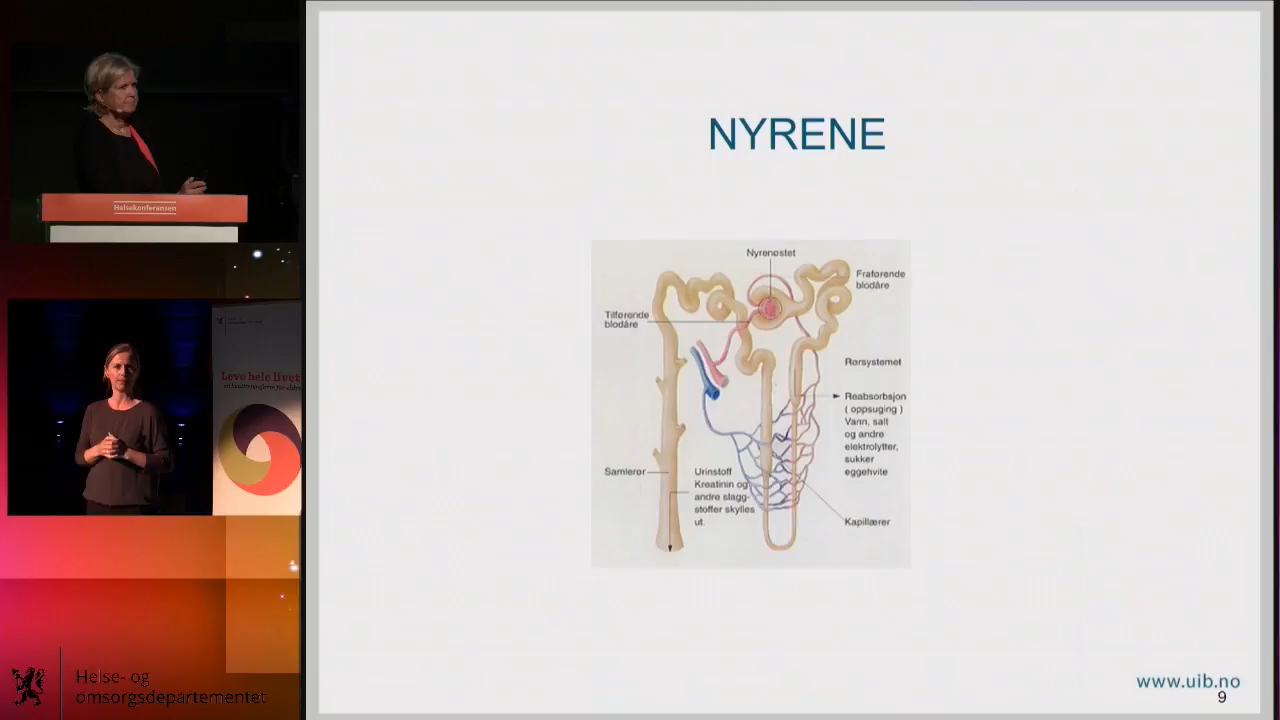 NYRENE
Nyrenøstet
Fraførende
blodåre
Tilførende
blodåre
Rørsystemet
Reabsorbsjon
( oppsuging )
Vann, salt
og andre
elektrolytter,
sukker
eggehvite
Samlerør
Urinstoff
Kreatinin og
andre slagg-
stoffer skylles
ut.
Kapillærer
www.uib.no
9
Helsekonferansen
Leve hele livet
Helse- og
omsorgsdepartementet